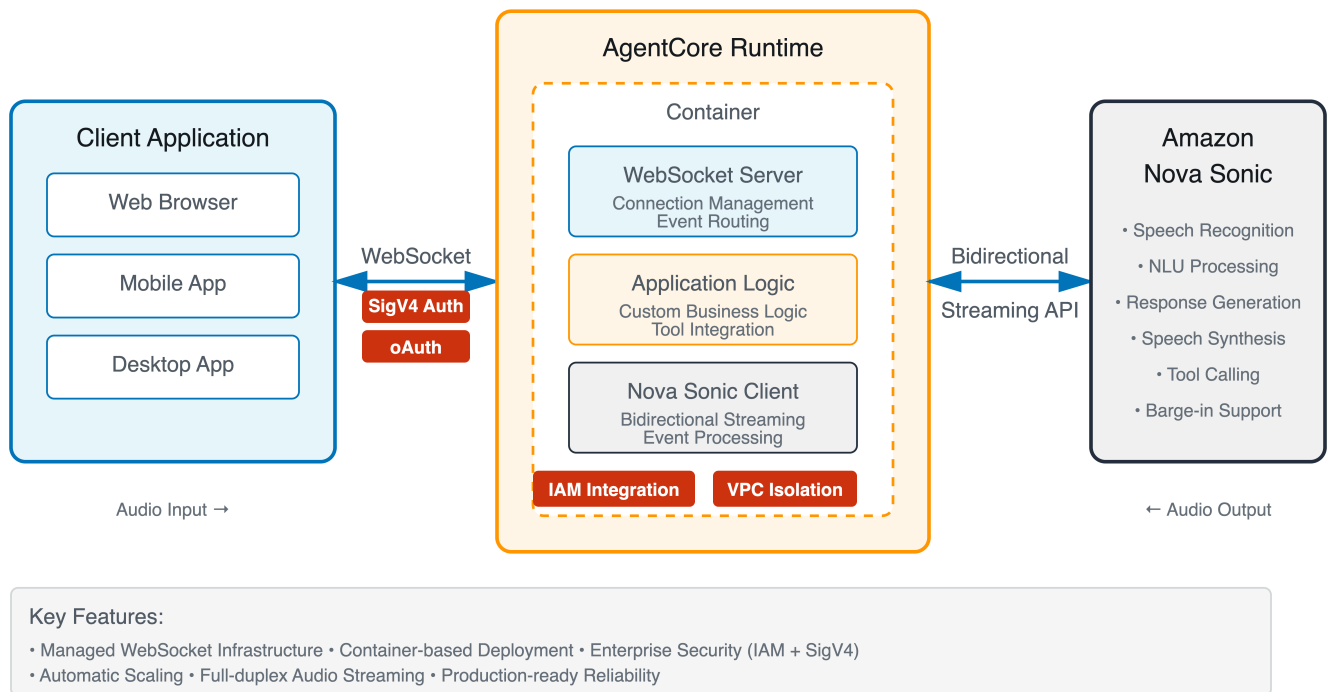 AgentCore Runtime
Client Application
Web Browser
Mobile App
Desktop App
WebSocket
SigV4 Auth
oAuth
Container
WebSocket Server
Connection Management
Event Routing
Application Logic
Custom Business Logic
Tool Integration
Nova Sonic Client
Bidirectional Streaming
Event Processing
IAM Integration
VPC Isolation
Bidirectional
Streaming API
Amazon
Nova Sonic
• Speech Recognition
• NLU Processing
• Response Generation
• Speech Synthesis
• Tool Calling
• Barge-in Support
Audio Input →
← Audio Output
Key Features:
• Managed WebSocket Infrastructure • Container-based Deployment • Enterprise Security (IAM + SigV4)
• Automatic Scaling • Full-duplex Audio Streaming • Production-ready Reliability